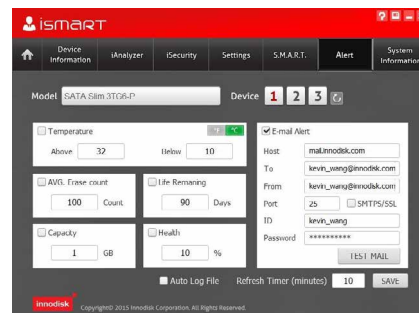 ismart
Device Information
iAnalyzer
iSecurity
Settings
S.M.A.R.T.
Alert
System Information
Model SATA Slim 3TG6-P
Device 1 2 3
Temperature °F °C
Above 32 Below 10
AVG. Erase count
100 Count
Life Remaning
90 Days
Capacity
1 GB
Health
10 %
E-mail Alert
Host mail.innodisk.com
To kevin_wang@innodisk.com
From kevin_wang@innodisk.com
Port 25 SMTPS/SSL
ID kevin_wang
Password **********
TEST MAIL
Auto Log File Refresh Timer (minutes) 10 SAVE
innodisk Copyright© 2015 Innodisk Corporation. All Rights Reserved.